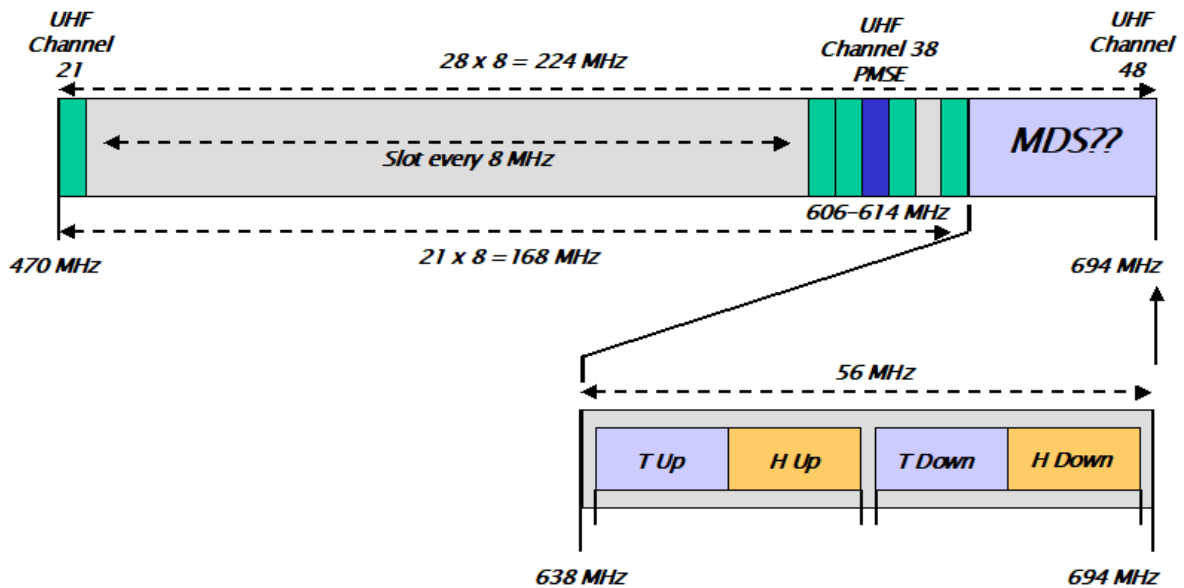 UHF
Channel
21
28 x 8 = 224 MHz
UHF
Channel 38
PMSE
UHF
Channel
48
Slot every 8 MHz
MDS??
606-614 MHz
21 x 8 = 168 MHz
470 MHz
694 MHz
56 MHz
T Up
H Up
T Down
H Down
638 MHz
694 MHz